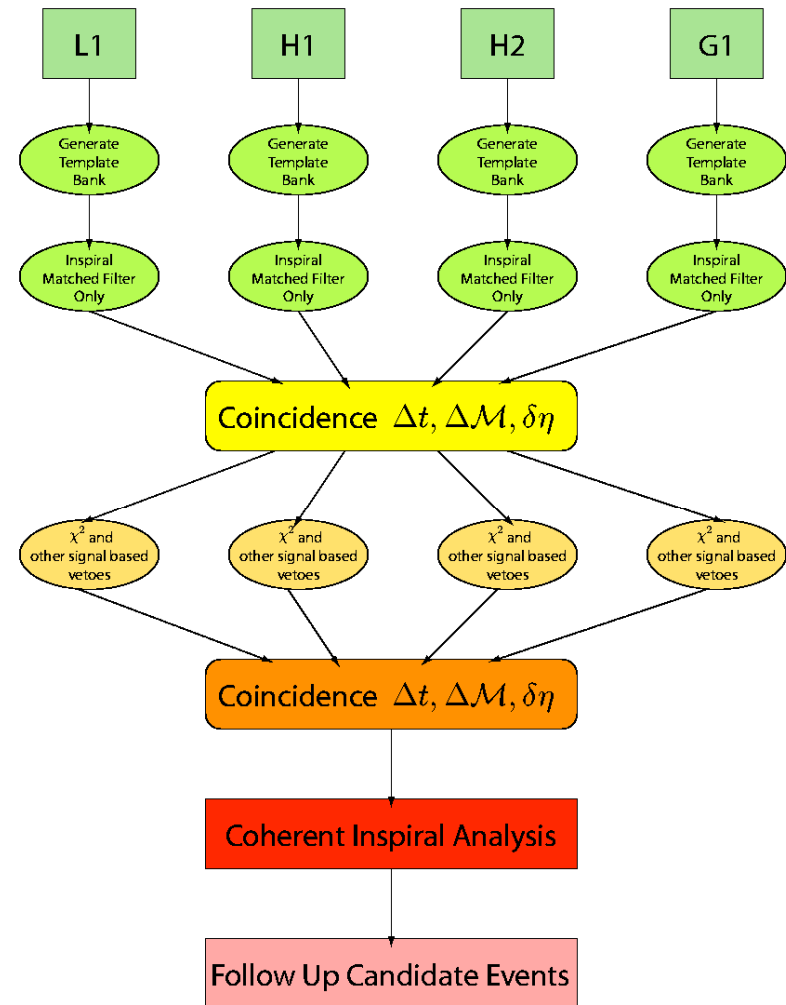 L1
H1
H2
G1
Generate
Template
Bank
Generate
Template
Bank
Generate
Template
Bank
Generate
Template
Bank
Inspiral
Matched Filter
Only
Inspiral
Matched Filter
Only
Inspiral
Matched Filter
Only
Inspiral
Matched Filter
Only
Coincidence Δt, Δℳ, δη
χ² and
other signal based
vetoes
χ² and
other signal based
vetoes
χ² and
other signal based
vetoes
χ² and
other signal based
vetoes
Coincidence Δt, Δℳ, δη
Coherent Inspiral Analysis
Follow Up Candidate Events